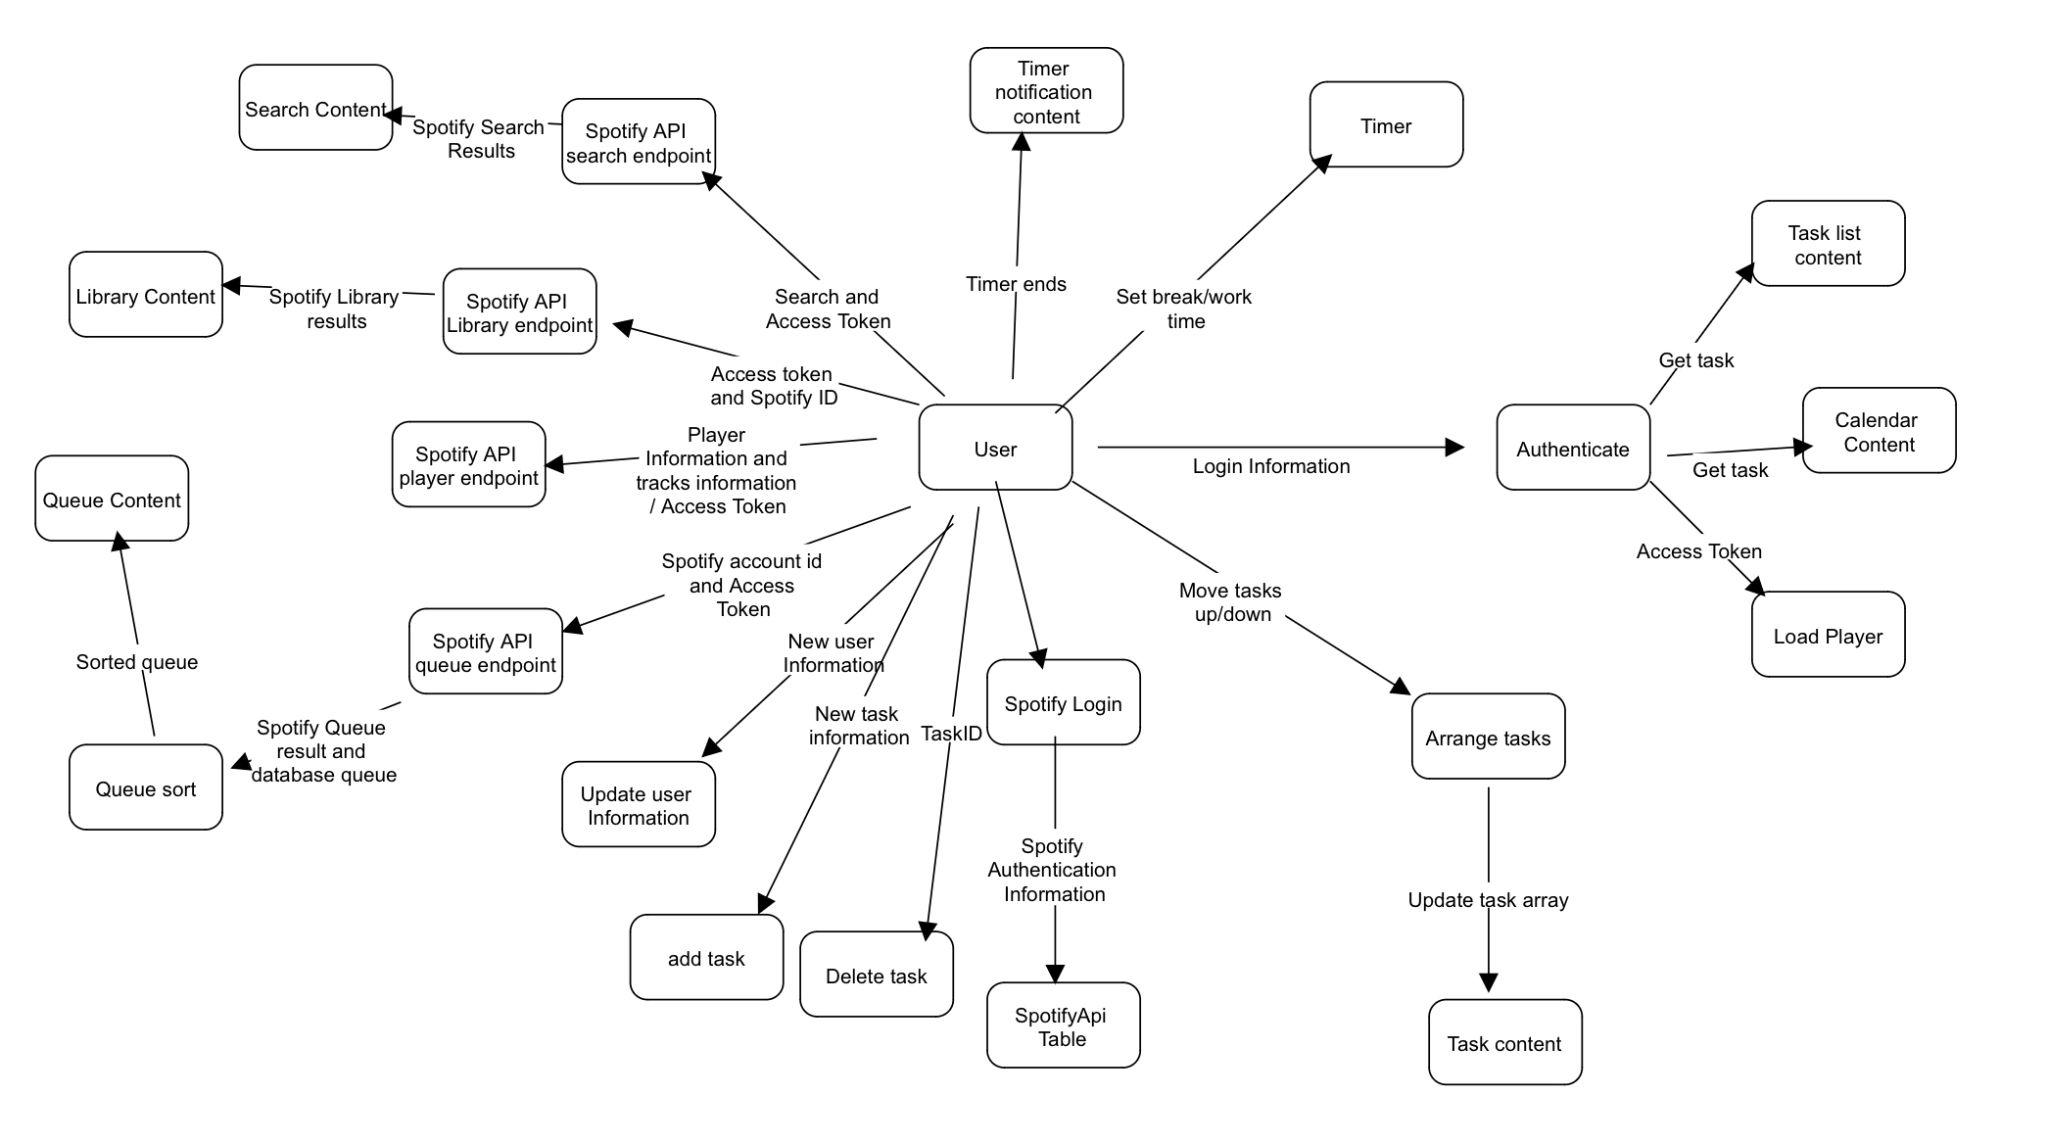 Timer
notification
content
Search Content
Spotify Search
Results
Spotify API
search endpoint
Timer
Task list
content
Library Content
Spotify Library
results
Spotify API
Library endpoint
Search and
Access Token
Timer ends
Set break/work
time
Get task
Access token
and Spotify ID
Spotify API
player endpoint
Player
Information and
tracks information
/ Access Token
User
Login Information
Authenticate
Get task
Calendar
Content
Queue Content
Spotify account id
and Access
Token
Access Token
Move tasks
up/down
Load Player
Sorted queue
Spotify API
queue endpoint
New user
Information
Spotify Login
Spotify Queue
result and
database queue
New task
information
TaskID
Arrange tasks
Queue sort
Update user
Information
Spotify
Authentication
Information
Update task array
add task
Delete task
SpotifyApi
Table
Task content